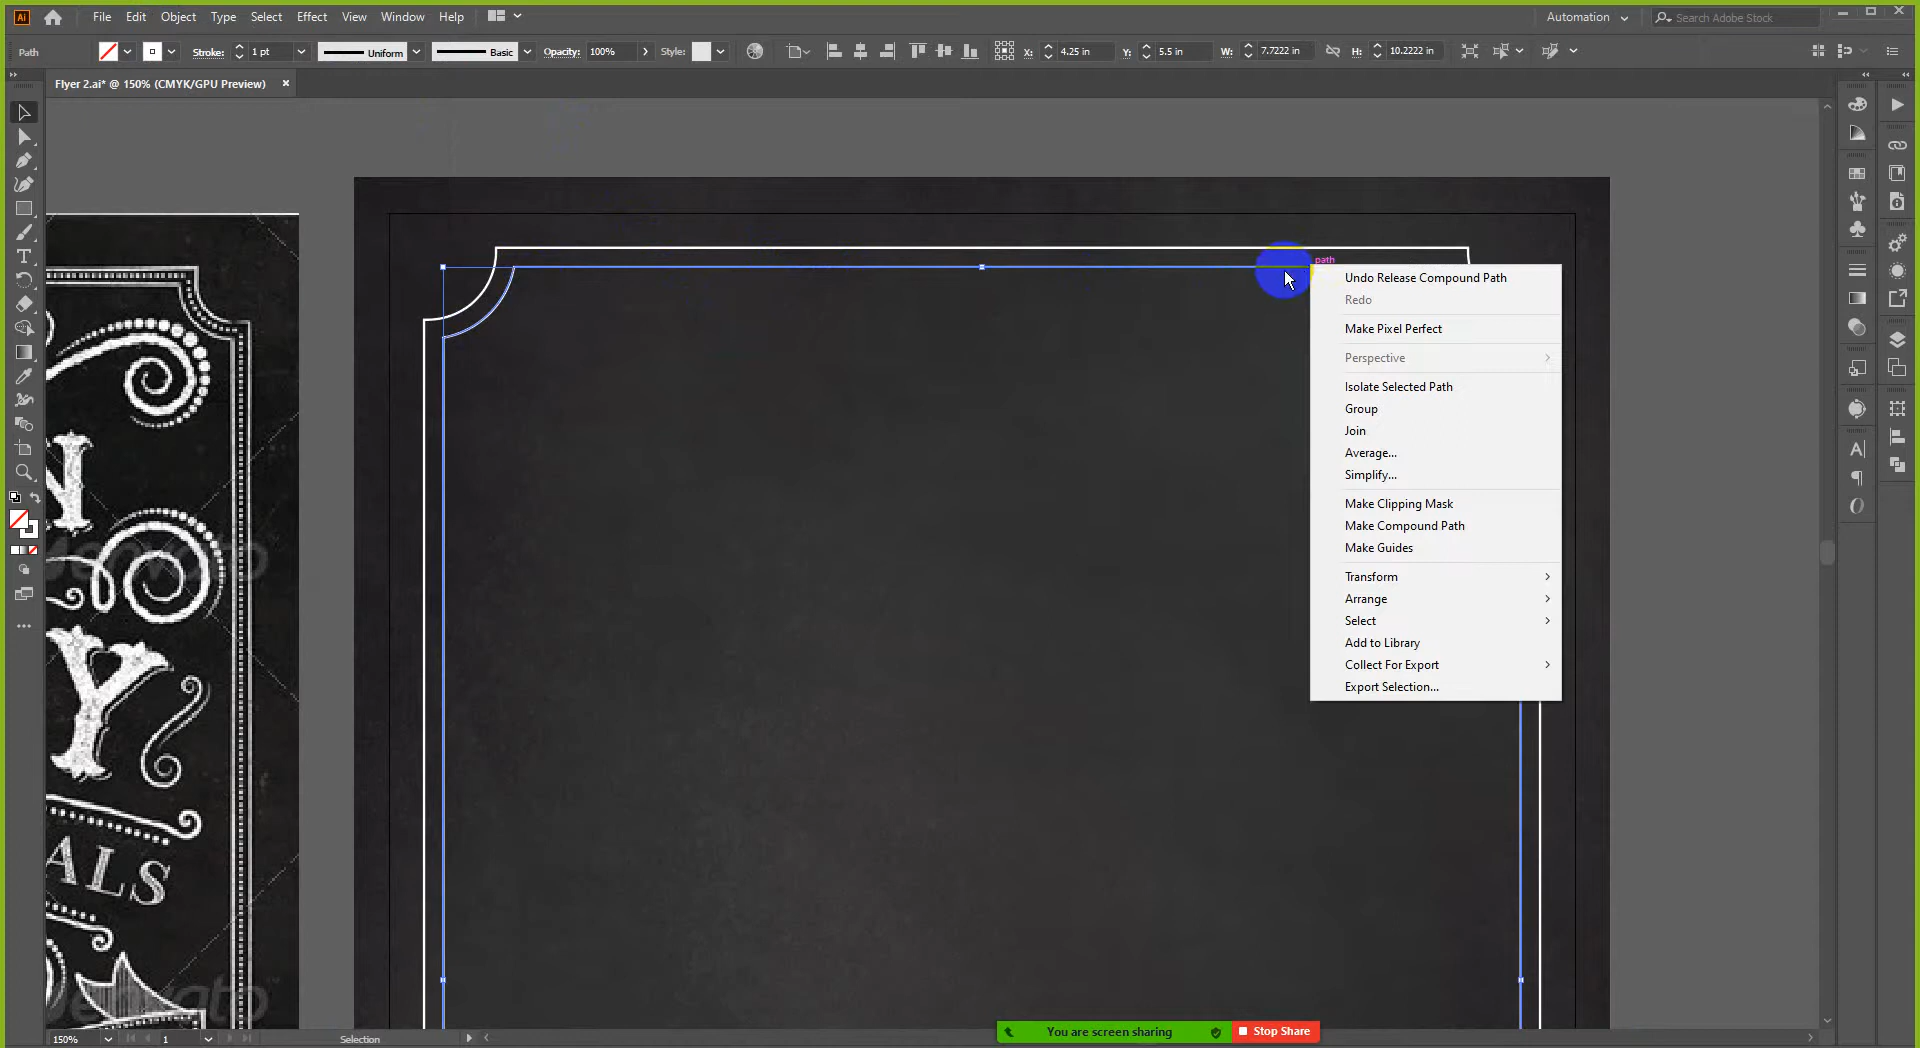 Ai File Edit Object Type Select Effect View Window Help Automation Search Adobe Stock
Path Stroke: 1 pt Uniform Basic Opacity: 100% Style: X: 4.25 in Y: 5.5 in W: 7.7222 in H: 10.2222 in
Flyer 2.ai* @ 150% (CMYK/GPU Preview) ×
path
Undo Release Compound Path
Redo
Make Pixel Perfect
Perspective
Isolate Selected Path
Group
Join
Average...
Simplify...
Make Clipping Mask
Make Compound Path
Make Guides
Transform
Arrange
Select
Add to Library
Collect For Export
Export Selection...
N
Y
ALS
envato
You are screen sharing Stop Share
150% 1 Selection